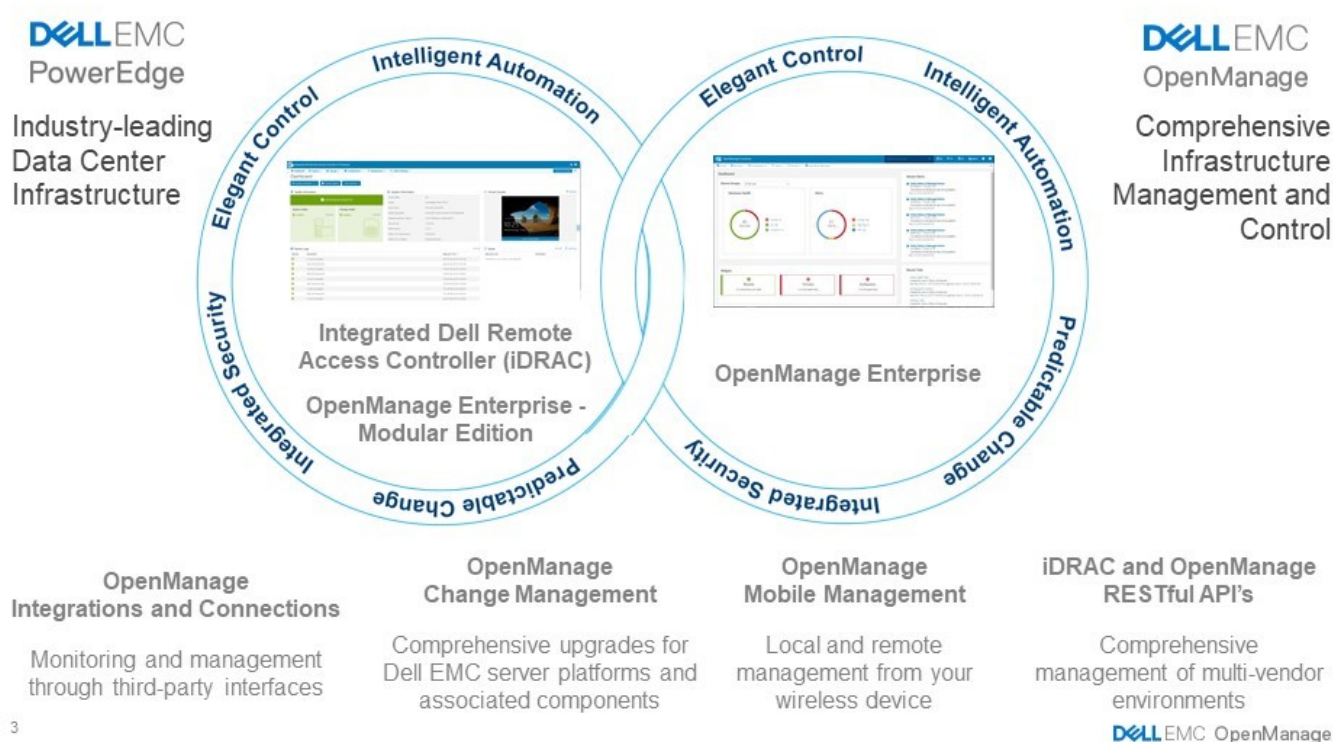 DELLEMC
PowerEdge
Industry-leading
Data Center
Infrastructure
DELLEMC
OpenManage
Comprehensive
Infrastructure
Management and
Control
Elegant Control
Intelligent Automation
Predictable Change
Integrated Security
Elegant Control
Intelligent Automation
Predictable Change
Integrated Security
Integrated Dell Remote
Access Controller (iDRAC)
OpenManage Enterprise -
Modular Edition
OpenManage Enterprise
OpenManage
Integrations and Connections
Monitoring and management
through third-party interfaces
OpenManage
Change Management
Comprehensive upgrades for
Dell EMC server platforms and
associated components
OpenManage
Mobile Management
Local and remote
management from your
wireless device
iDRAC and OpenManage
RESTful API's
Comprehensive
management of multi-vendor
environments
3
DELLEMC OpenManage